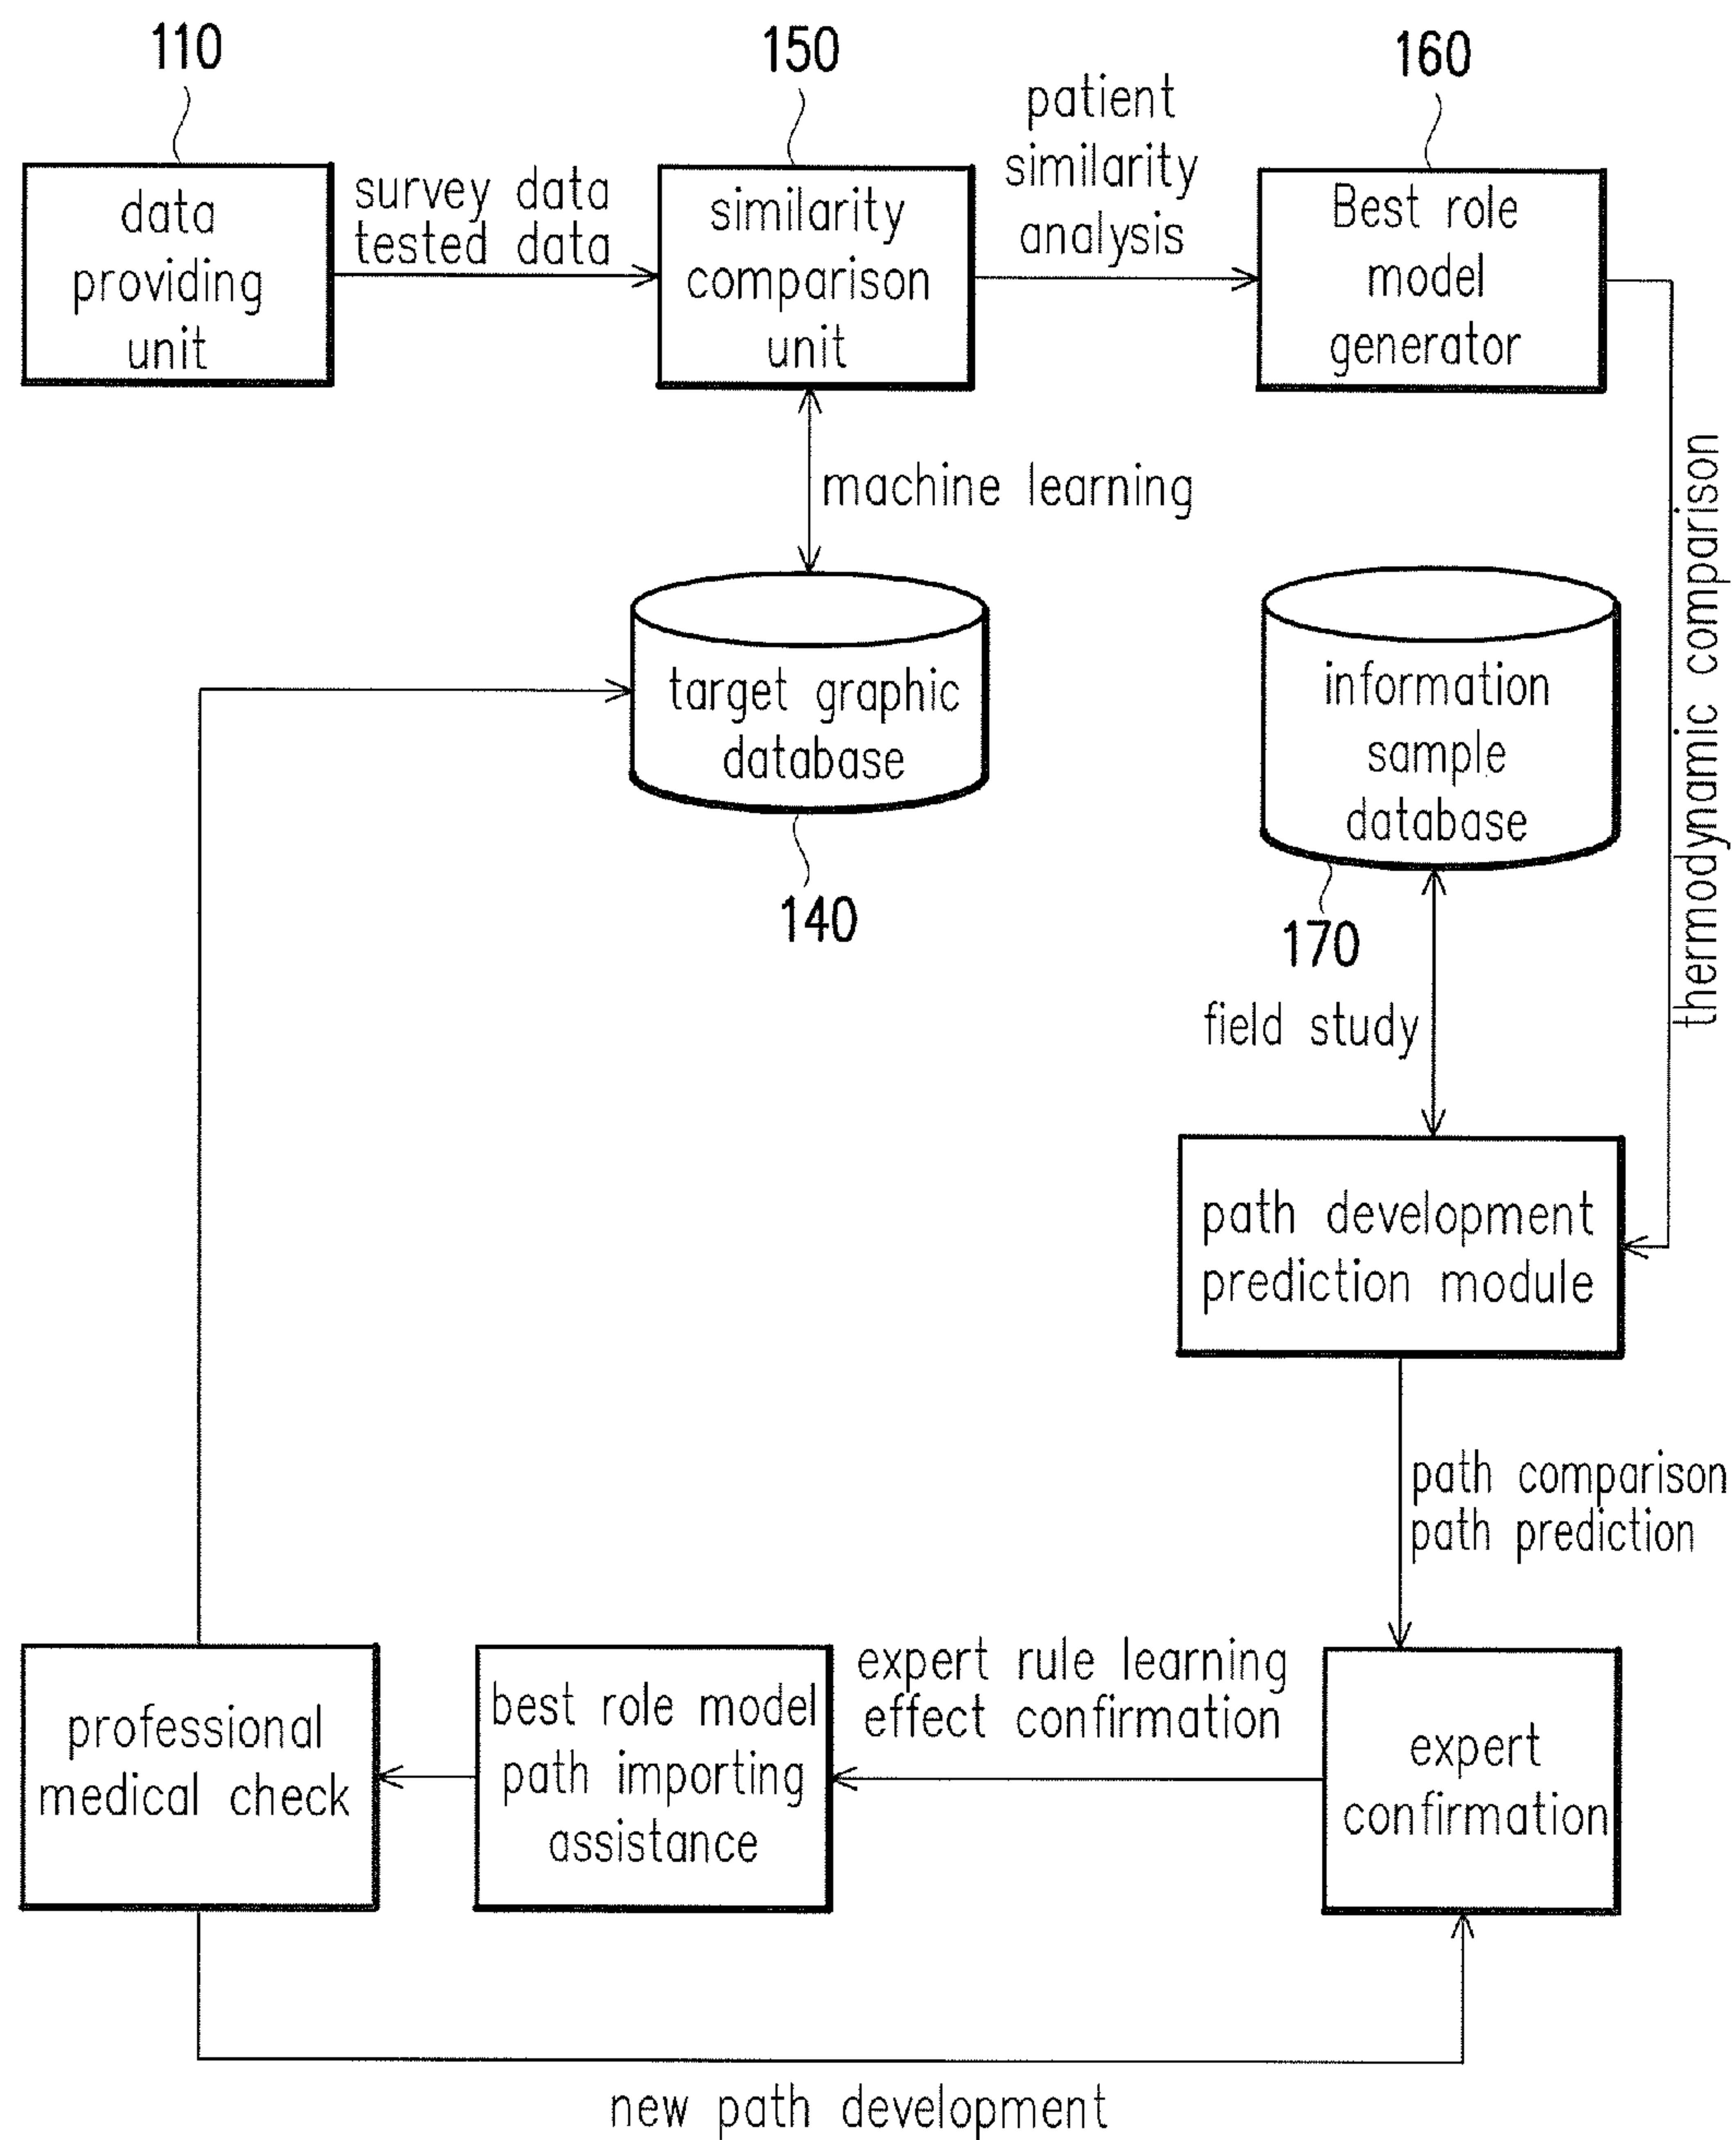 110
150
160
data
providing
unit
survey data
tested data
similarity
comparison
unit
patient
similarity
analysis
Best role
model
generator
machine learning
thermodynamic comparison
target graphic
database
140
information
sample
database
170
field study
path development
prediction module
path comparison
path prediction
professional
medical check
best role model
path importing
assistance
expert rule learning
effect confirmation
expert
confirmation
new path development